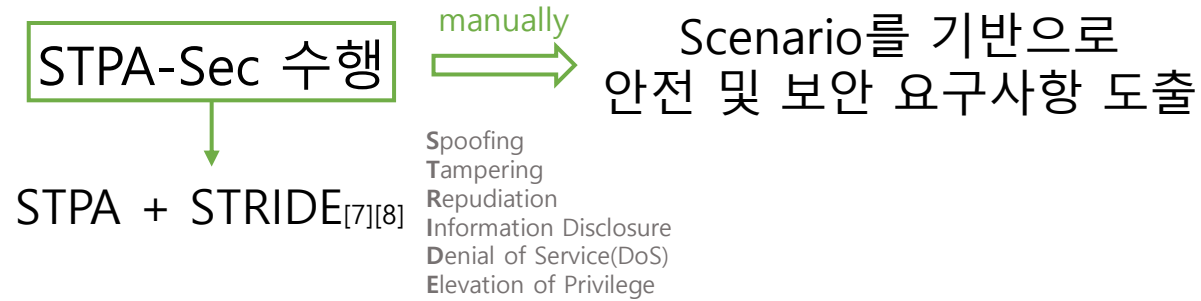 STPA-Sec 수행
manually
Scenario를 기반으로
안전 및 보안 요구사항 도출
STPA + STRIDE[7][8]
Spoofing
Tampering
Repudiation
Information Disclosure
Denial of Service(DoS)
Elevation of Privilege